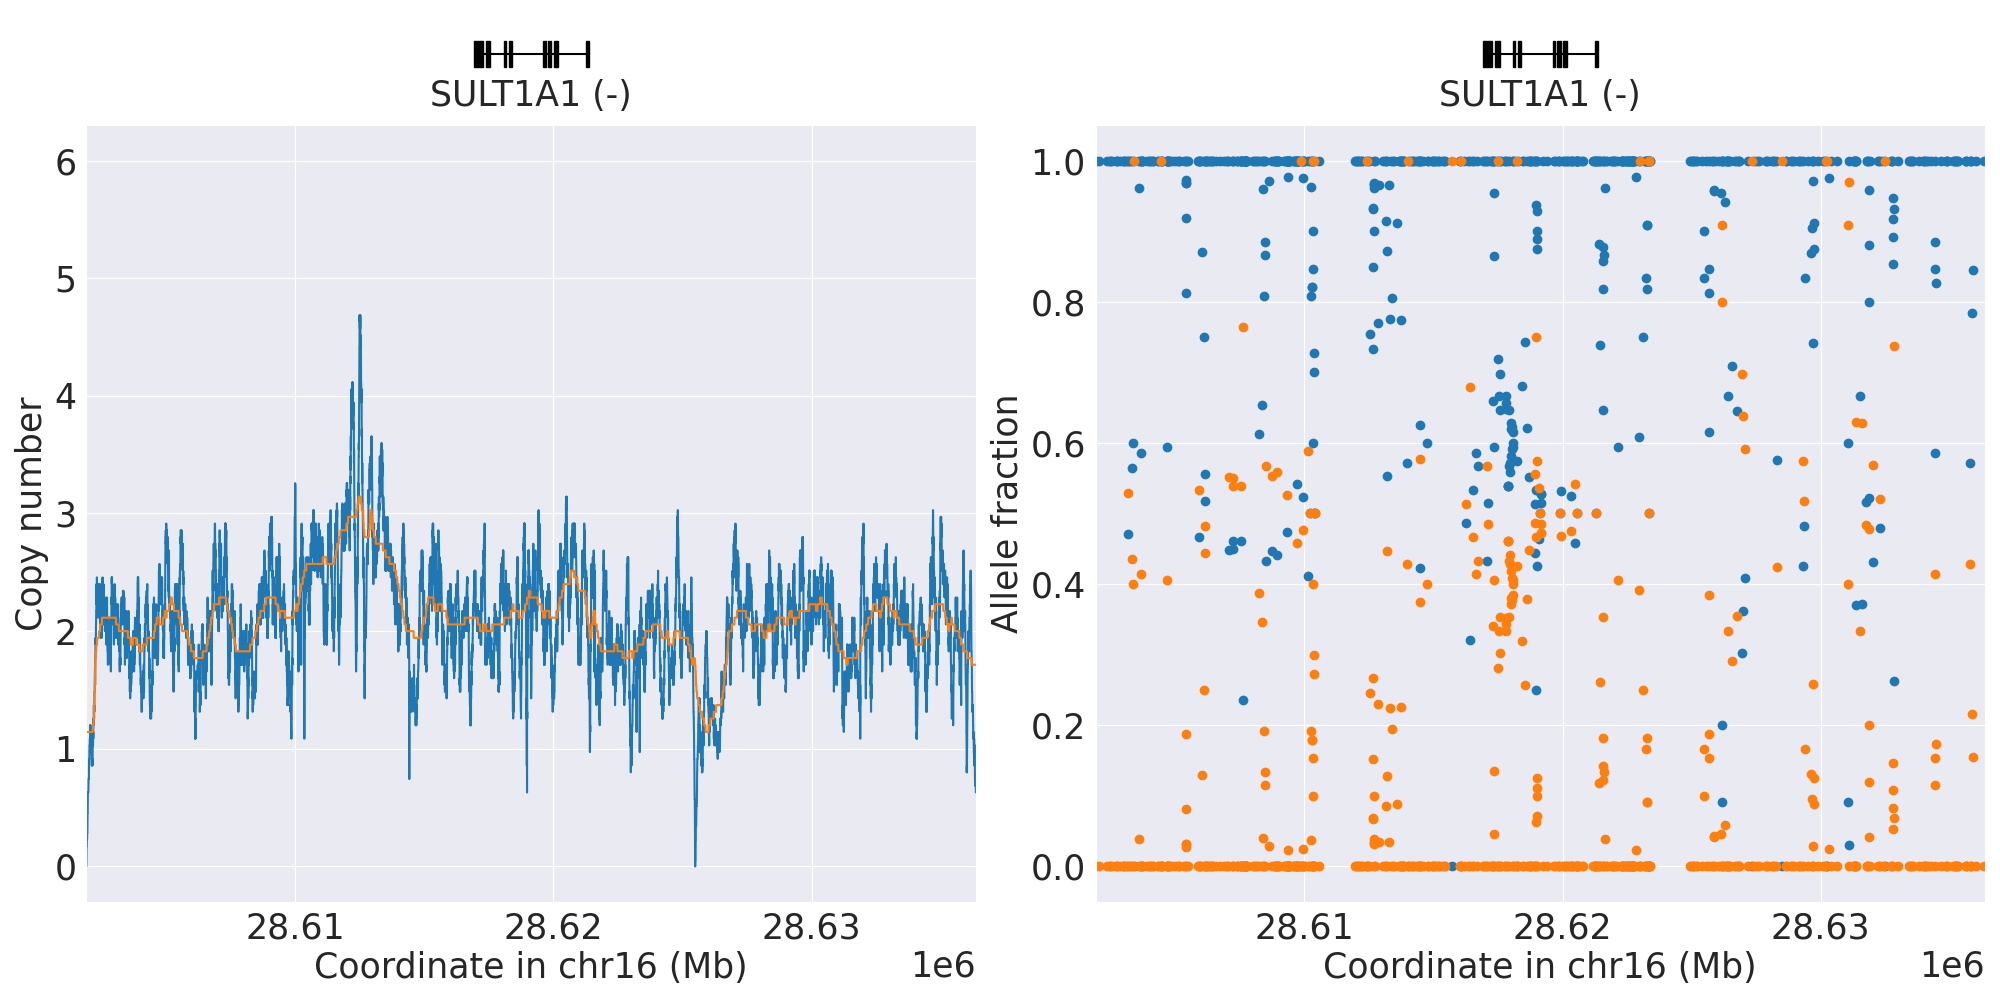 SULT1A1 (-)
Copy number
6
5
4
3
2
1
0
28.61
28.62
28.63
Coordinate in chr16 (Mb)
1e6
SULT1A1 (-)
Allele fraction
1.0
0.8
0.6
0.4
0.2
0.0
28.61
28.62
28.63
Coordinate in chr16 (Mb)
1e6